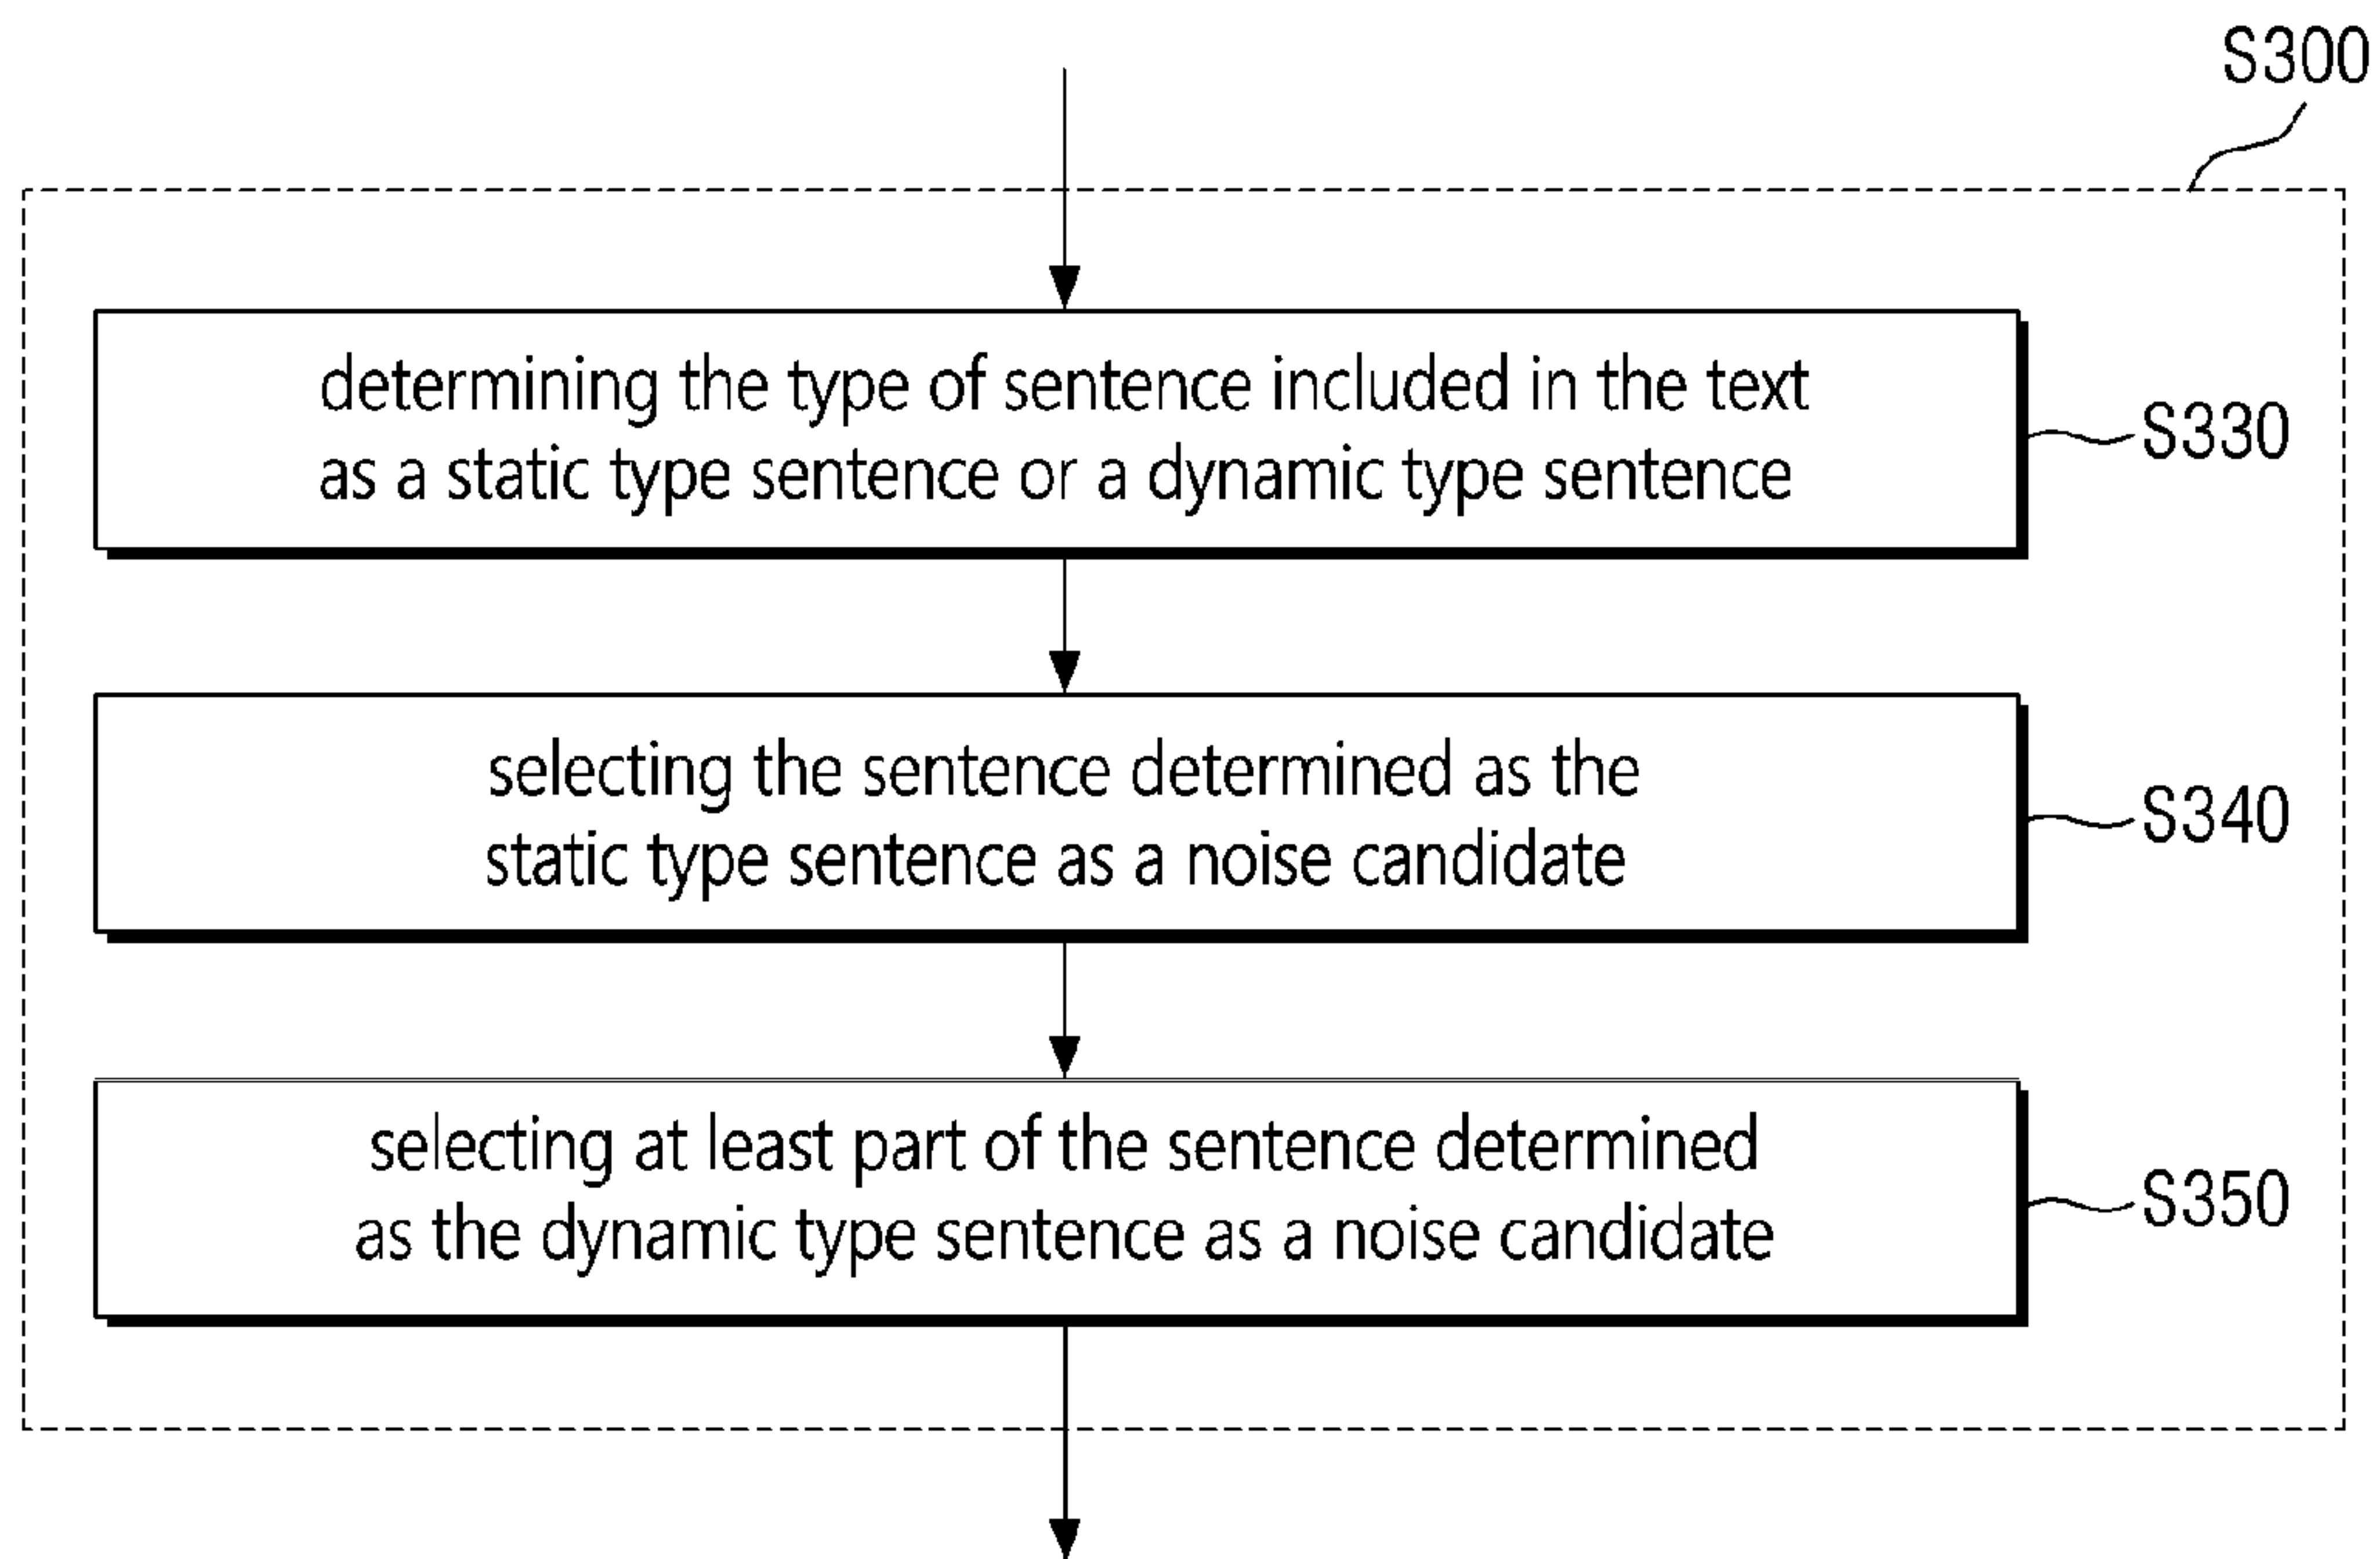 S300
determining the type of sentence included in the text
as a static type sentence or a dynamic type sentence
S330
selecting the sentence determined as the
static type sentence as a noise candidate
S340
selecting at least part of the sentence determined
as the dynamic type sentence as a noise candidate
S350